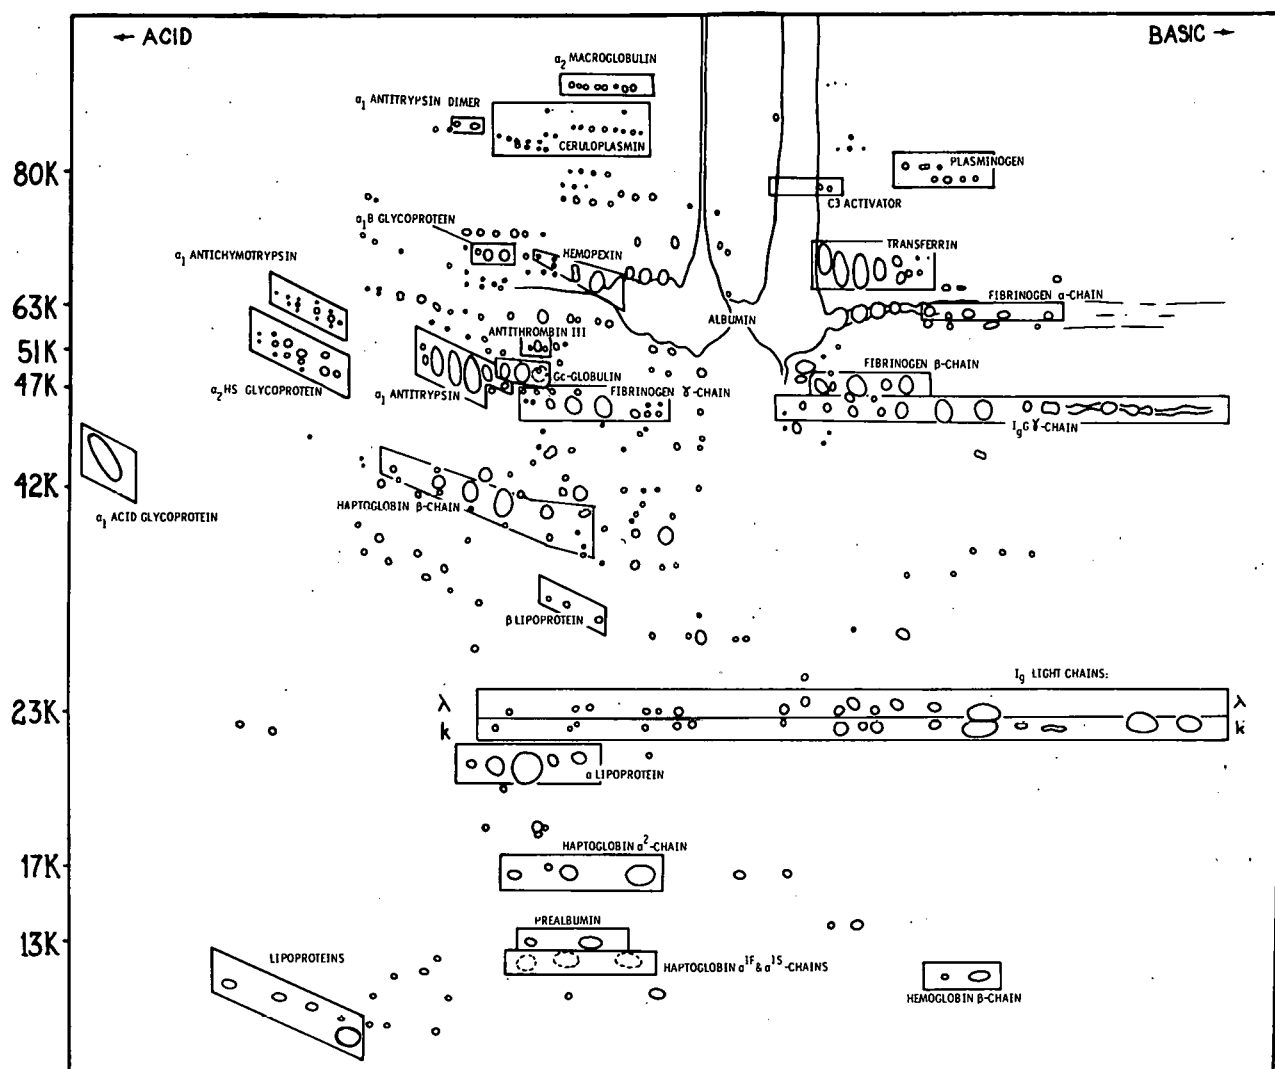 ← ACID
BASIC →
α₂ MACROGLOBULIN
α₁ ANTITRYPSIN DIMER
CERULOPLASMIN
PLASMINOGEN
80K
C3 ACTIVATOR
α₁B GLYCOPROTEIN
HEMOPEXIN
TRANSFERRIN
α₁ ANTICHYMOTRYPSIN
FIBRINOGEN α-CHAIN
63K
ALBUMIN
ANTITHROMBIN III
51K
FIBRINOGEN β-CHAIN
47K
Gc-GLOBULIN
α₂HS GLYCOPROTEIN
α₁ ANTITRYPSIN
FIBRINOGEN ɣ-CHAIN
IgG ɣ-CHAIN
42K
HAPTOGLOBIN β-CHAIN
α₁ ACID GLYCOPROTEIN
β LIPOPROTEIN
Ig LIGHT CHAINS:
λ λ
23K
k k
α LIPOPROTEIN
HAPTOGLOBIN α²-CHAIN
17K
PREALBUMIN
13K
LIPOPROTEINS
HAPTOGLOBIN α¹ᶠ & α¹ˢ-CHAINS
HEMOGLOBIN β-CHAIN